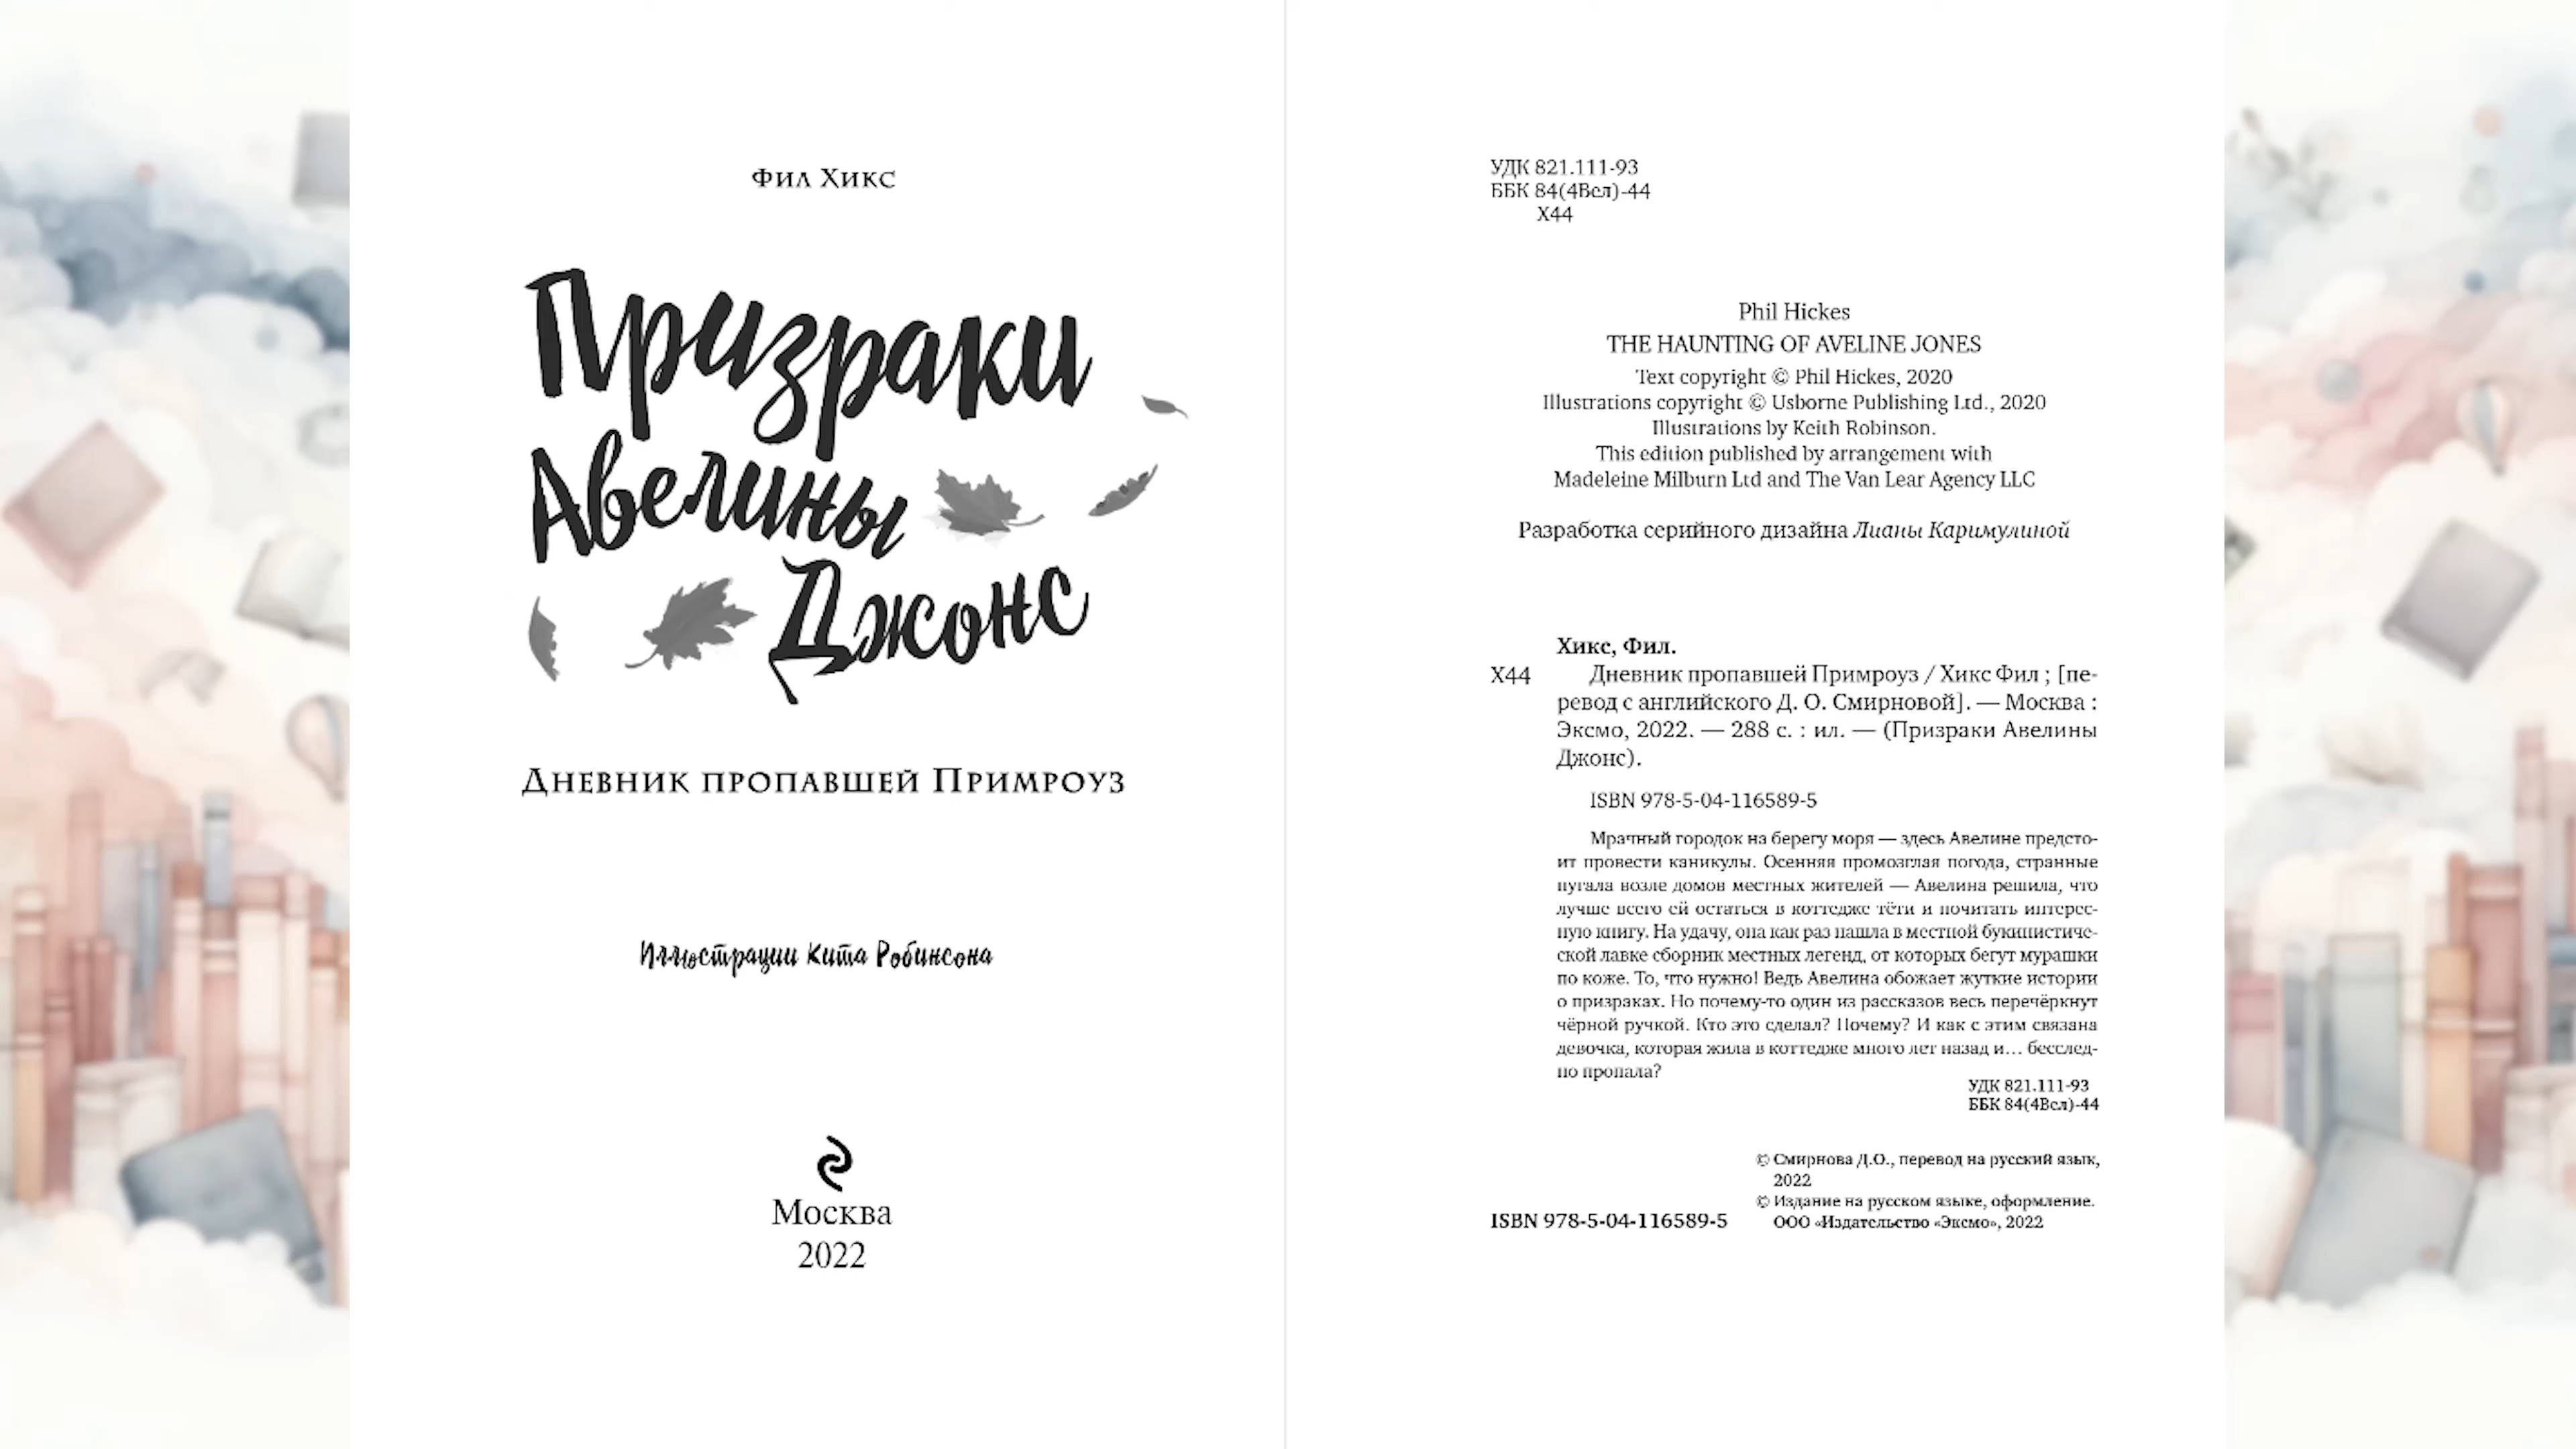 Фил Хикс
Призраки
Авелины
Джонс
Дневник пропавшей Примроуз
Иллюстрации Кита Робинсона
Москва
2022
УДК 821.111-93
ББК 84(4Вел)-44
Х44
Phil Hickes
THE HAUNTING OF AVELINE JONES
Text copyright © Phil Hickes, 2020
Illustrations copyright © Usborne Publishing Ltd., 2020
Illustrations by Keith Robinson.
This edition published by arrangement with
Madeleine Milburn Ltd and The Van Lear Agency LLC
Разработка серийного дизайна Лианы Каримулиной
Хикс, Фил.
Х44 Дневник пропавшей Примроуз / Хикс Фил ; [пе-
ревод с английского Д. О. Смирновой]. — Москва :
Эксмо, 2022. — 288 с. : ил. — (Призраки Авелины
Джонс).
ISBN 978-5-04-116589-5
Мрачный городок на берегу моря — здесь Авелине предсто-
ит провести каникулы. Осенняя промозглая погода, странные
пугала возле домов местных жителей — Авелина решила, что
лучше всего ей остаться в коттедже тёти и почитать интерес-
ную книгу. На удачу, она как раз нашла в местной букинистиче-
ской лавке сборник местных легенд, от которых бегут мурашки
по коже. То, что нужно! Ведь Авелина обожает жуткие истории
о призраках. Но почему-то один из рассказов весь перечёркнут
чёрной ручкой. Кто это сделал? Почему? И как с этим связана
девочка, которая жила в коттедже много лет назад и... бесслед-
но пропала?
УДК 821.111-93
ББК 84(4Вел)-44
© Смирнова Д.О., перевод на русский язык,
2022
© Издание на русском языке, оформление.
ООО «Издательство «Эксмо», 2022
ISBN 978-5-04-116589-5